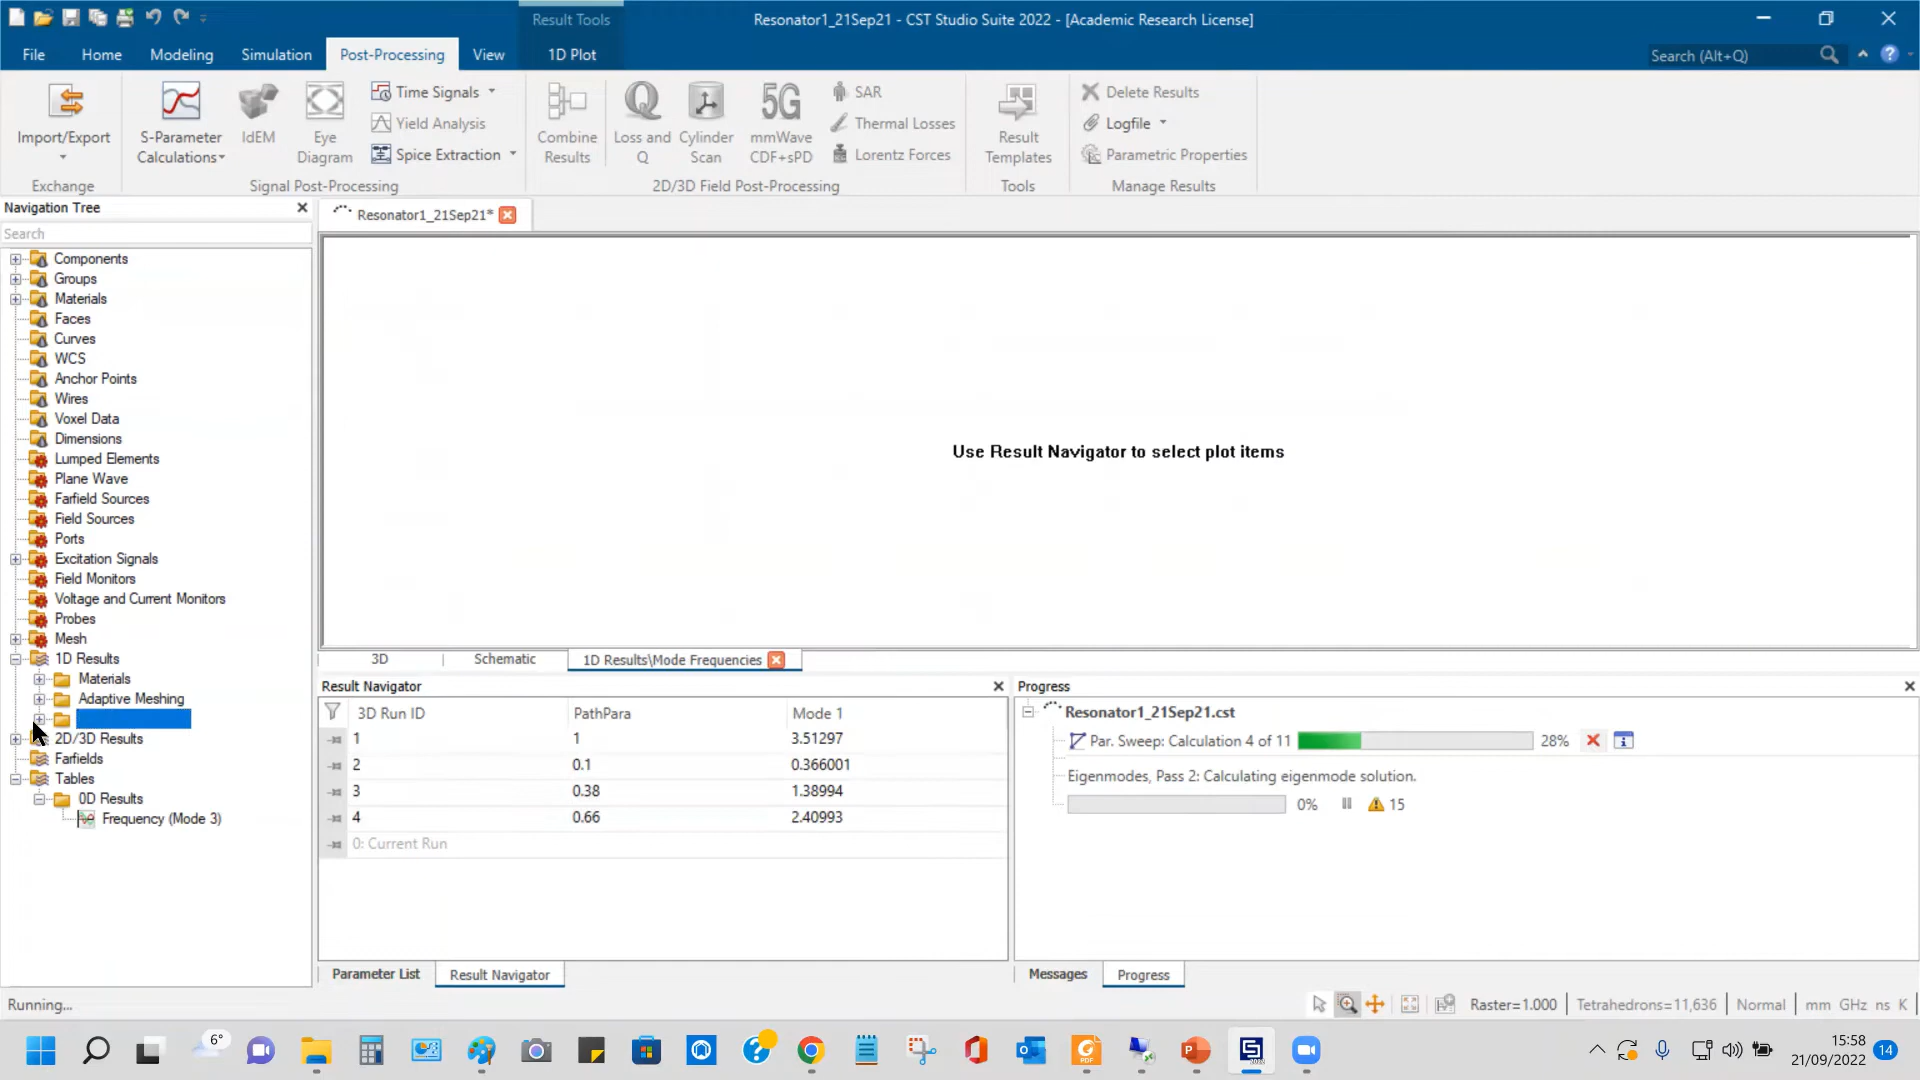 Result Tools
Resonator1_21Sep21 - CST Studio Suite 2022 - [Academic Research License]
File
Home
Modeling
Simulation
Post-Processing
View
1D Plot
Search (Alt+Q)
Import/Export
Exchange
S-Parameter
Calculations
IdEM
Eye
Diagram
Time Signals
Yield Analysis
Spice Extraction
Signal Post-Processing
Combine
Results
Loss and
Q
Cylinder
Scan
5G
mmWave
CDF+sPD
SAR
Thermal Losses
Lorentz Forces
2D/3D Field Post-Processing
Result
Templates
Tools
Delete Results
Logfile
Parametric Properties
Manage Results
Navigation Tree
Search
Components
Groups
Materials
Faces
Curves
WCS
Anchor Points
Wires
Voxel Data
Dimensions
Lumped Elements
Plane Wave
Farfield Sources
Field Sources
Ports
Excitation Signals
Field Monitors
Voltage and Current Monitors
Probes
Mesh
1D Results
Materials
Adaptive Meshing
2D/3D Results
Farfields
Tables
0D Results
Frequency (Mode 3)
Resonator1_21Sep21*
Use Result Navigator to select plot items
3D
Schematic
1D Results\Mode Frequencies
Result Navigator
3D Run ID PathPara Mode 1
1 1 3.51297
2 0.1 0.366001
3 0.38 1.38994
4 0.66 2.40993
0: Current Run
Parameter List
Result Navigator
Progress
Resonator1_21Sep21.cst
Par. Sweep: Calculation 4 of 11 28%
Eigenmodes, Pass 2: Calculating eigenmode solution.
0% 15
Messages
Progress
Running...
Raster=1.000 Tetrahedrons=11,636 Normal mm GHz ns K
6°
15:58
21/09/2022
14